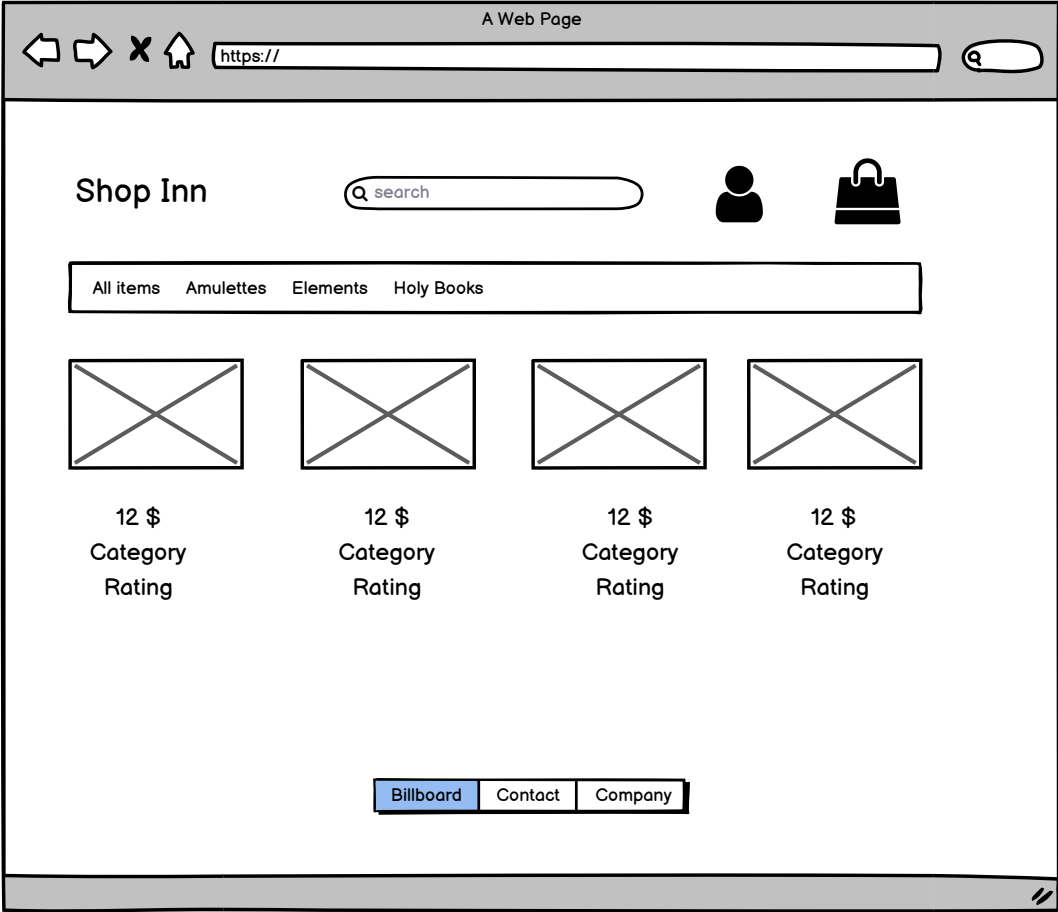 A Web Page
https://
Shop Inn
search
All items Amulettes Elements Holy Books
12 $ 12 $ 12 $ 12 $
Category Category Category Category
Rating Rating Rating Rating
Billboard Contact Company